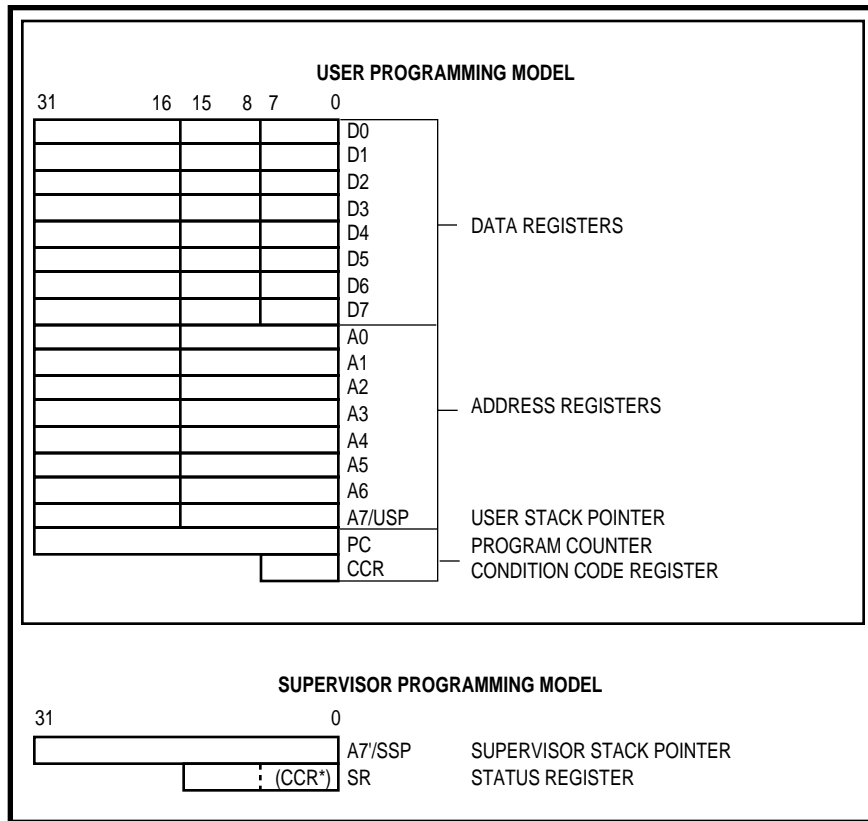 USER PROGRAMMING MODEL
31 16 15 8 7 0
D0
D1
D2
D3
D4
D5
D6
D7
DATA REGISTERS
A0
A1
A2
A3
A4
A5
A6
ADDRESS REGISTERS
A7/USP USER STACK POINTER
PC PROGRAM COUNTER
CCR CONDITION CODE REGISTER
SUPERVISOR PROGRAMMING MODEL
31 0
A7'/SSP SUPERVISOR STACK POINTER
(CCR*) SR STATUS REGISTER